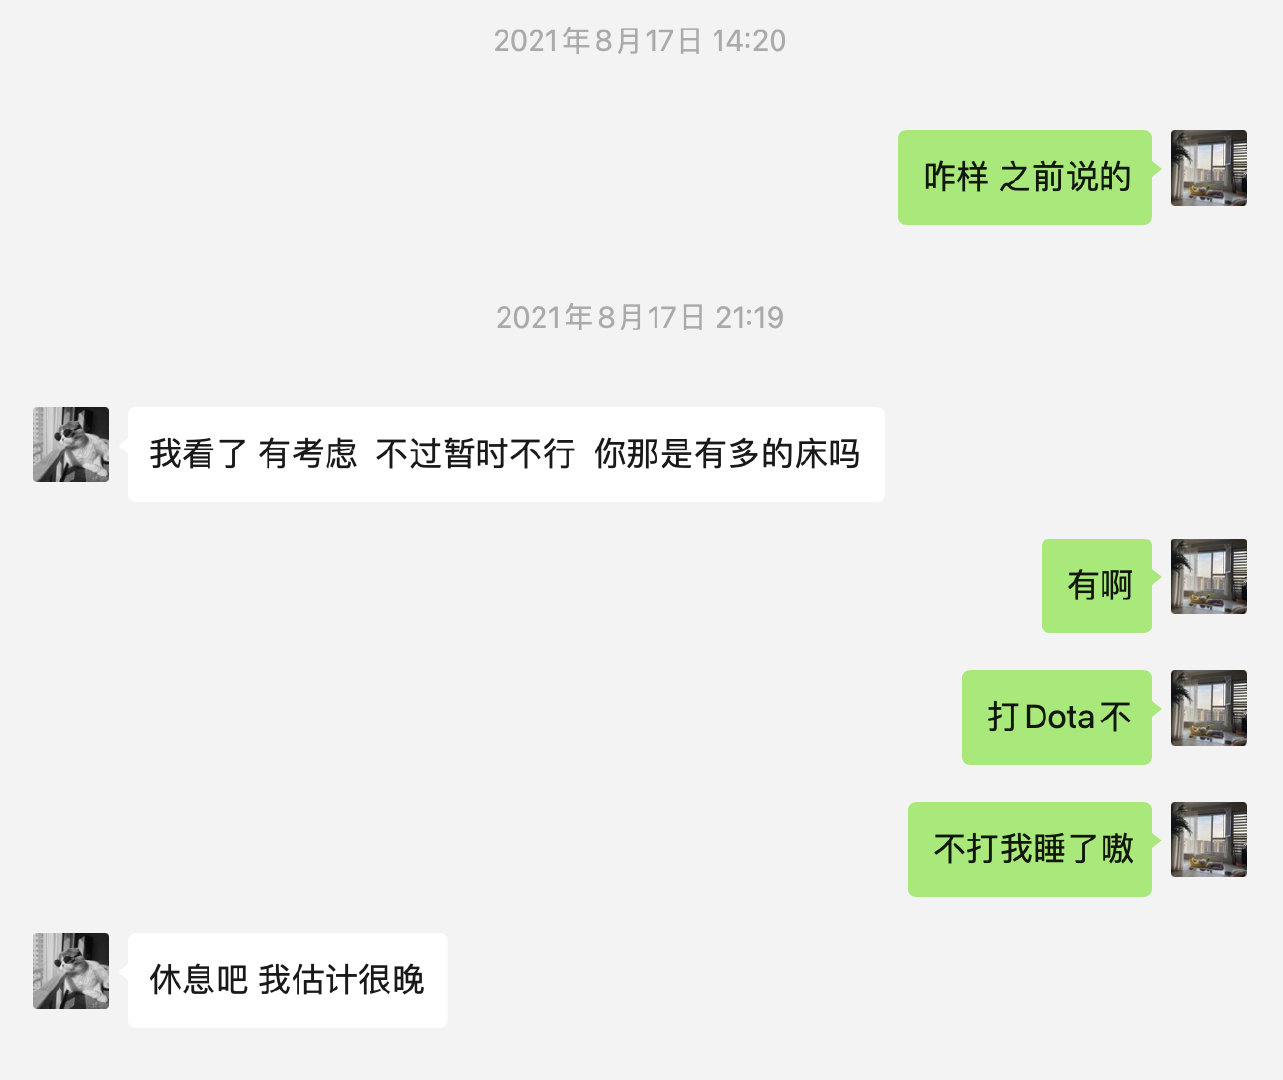 2021年8月17日 14:20
咋样 之前说的
2021年8月17日 21:19
我看了 有考虑  不过暂时不行  你那是有多的床吗
有啊
打Dota不
不打我睡了嗷
休息吧 我估计很晚